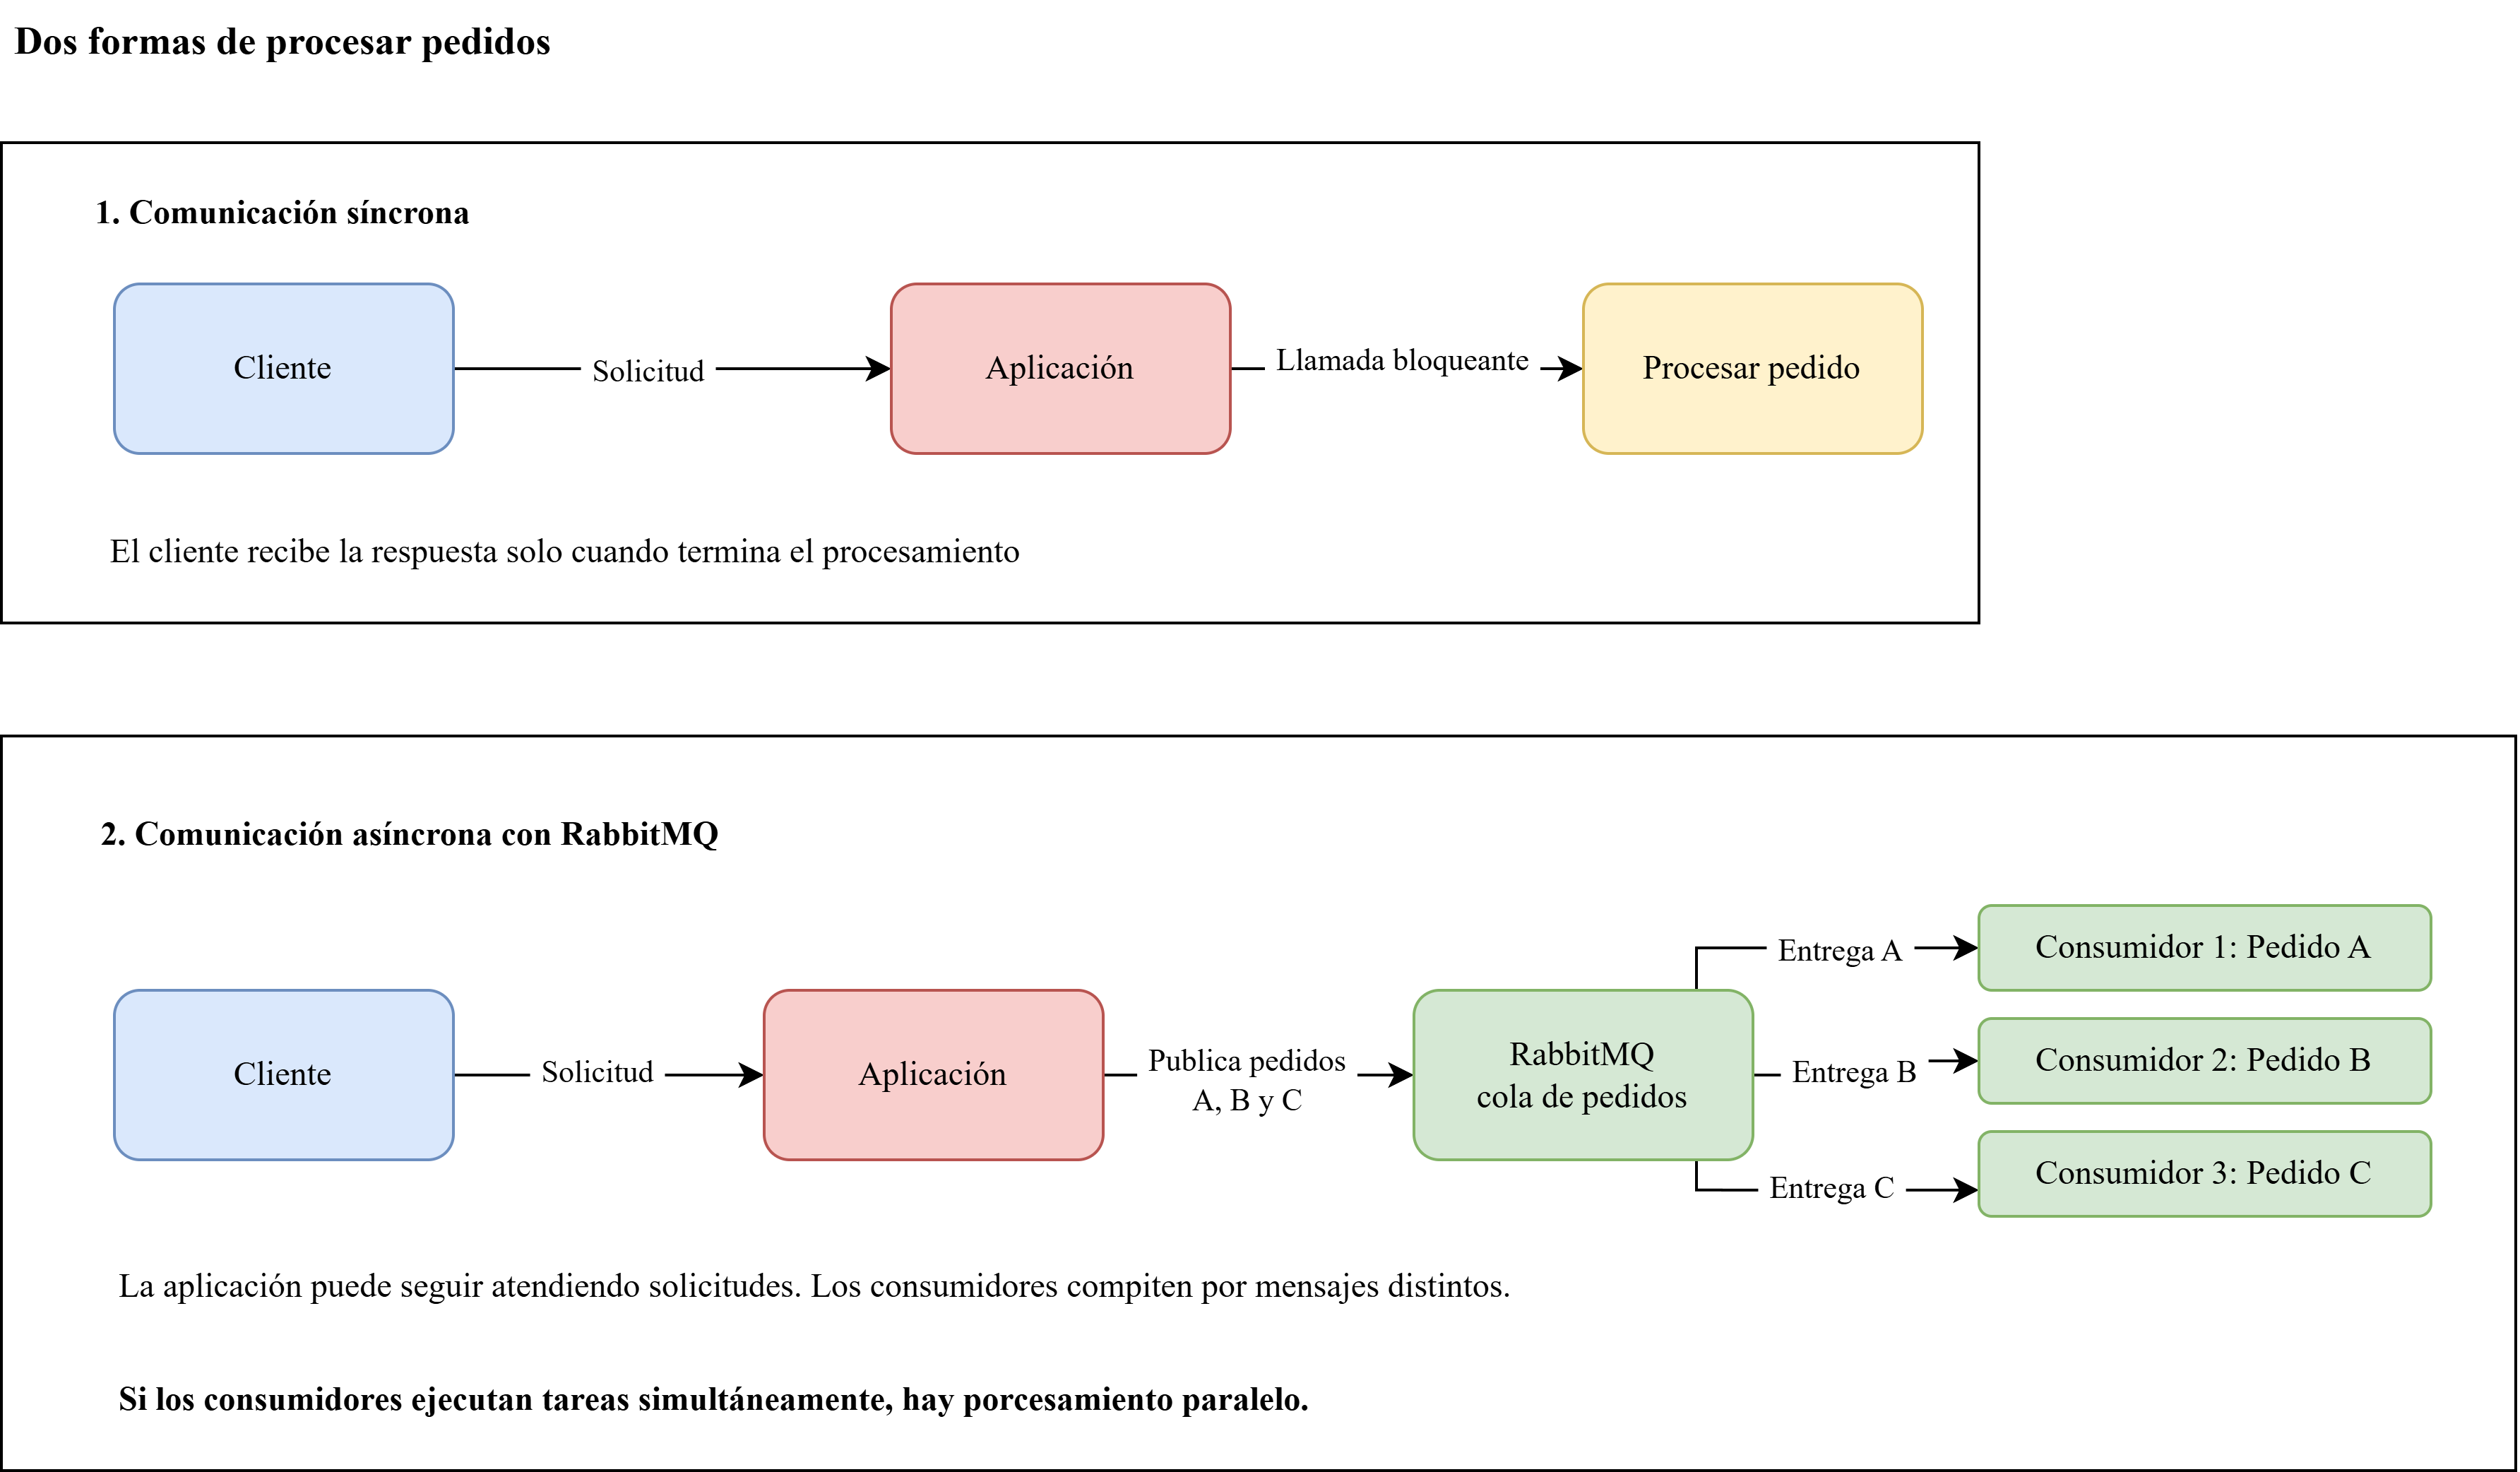 Dos formas de procesar pedidos
1. Comunicación síncrona
Cliente
Solicitud
Aplicación
Llamada bloqueante
Procesar pedido
El cliente recibe la respuesta solo cuando termina el procesamiento
2. Comunicación asíncrona con RabbitMQ
Cliente
Solicitud
Aplicación
Publica pedidos
A, B y C
RabbitMQ
cola de pedidos
Entrega A
Consumidor 1: Pedido A
Entrega B
Consumidor 2: Pedido B
Entrega C
Consumidor 3: Pedido C
La aplicación puede seguir atendiendo solicitudes. Los consumidores compiten por mensajes distintos.
Si los consumidores ejecutan tareas simultáneamente, hay porcesamiento paralelo.